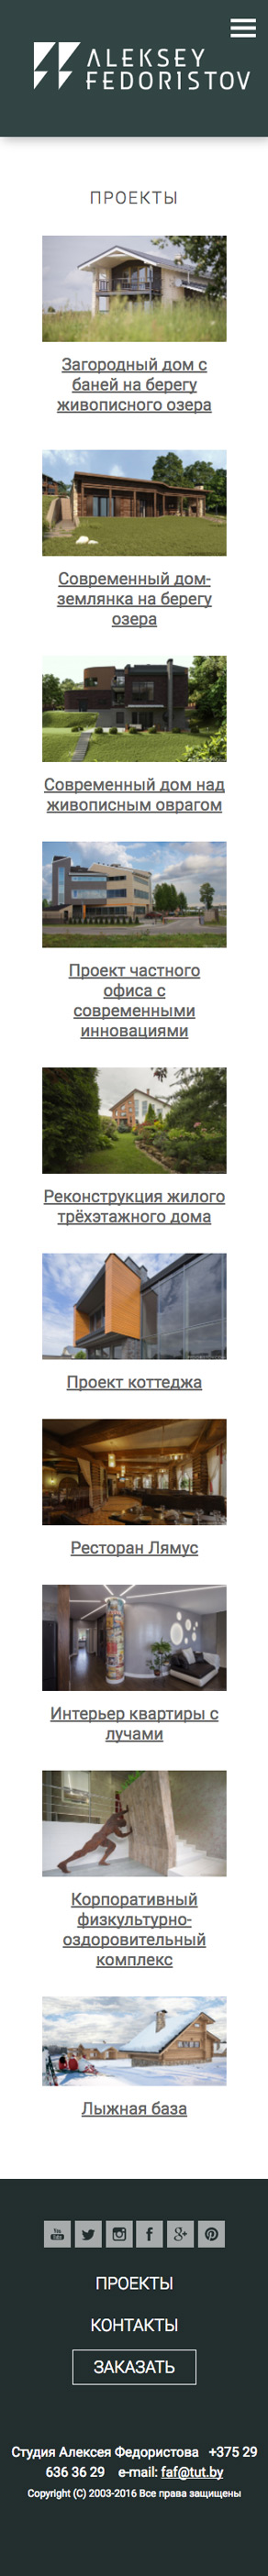 ALEKSEY
FEDORISTOV
ПРОЕКТЫ
Загородный дом с
баней на берегу
живописного озера
Современный дом-
землянка на берегу
озера
Современный дом над
живописным оврагом
Проект частного
офиса с
современными
инновациями
Реконструкция жилого
трёхэтажного дома
Проект коттеджа
Ресторан Лямус
Интерьер квартиры с
лучами
Корпоративный
физкультурно-
оздоровительный
комплекс
Лыжная база
You Tube
ПРОЕКТЫ
КОНТАКТЫ
ЗАКАЗАТЬ
Студия Алексея Федористова +375 29
636 36 29 e-mail: faf@tut.by
Copyright (C) 2003-2016 Все права защищены